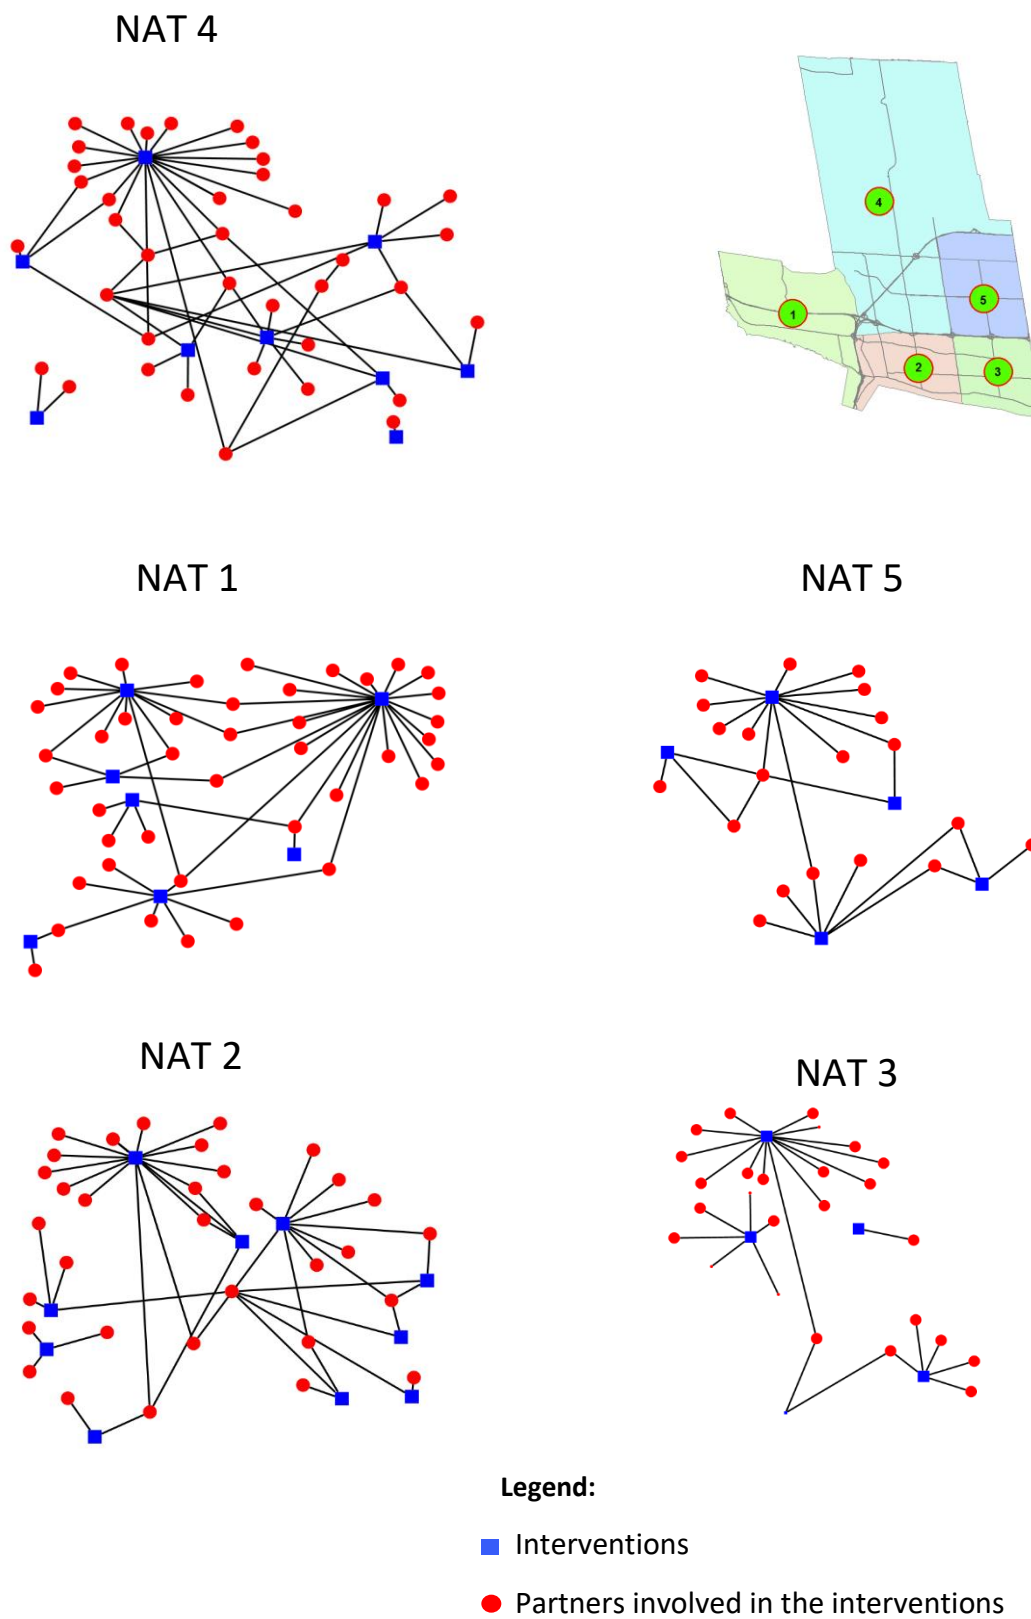 NAT 4
4
5
1
2
3
NAT 1
NAT 5
NAT 2
NAT 3
Legend:
Interventions
Partners involved in the interventions